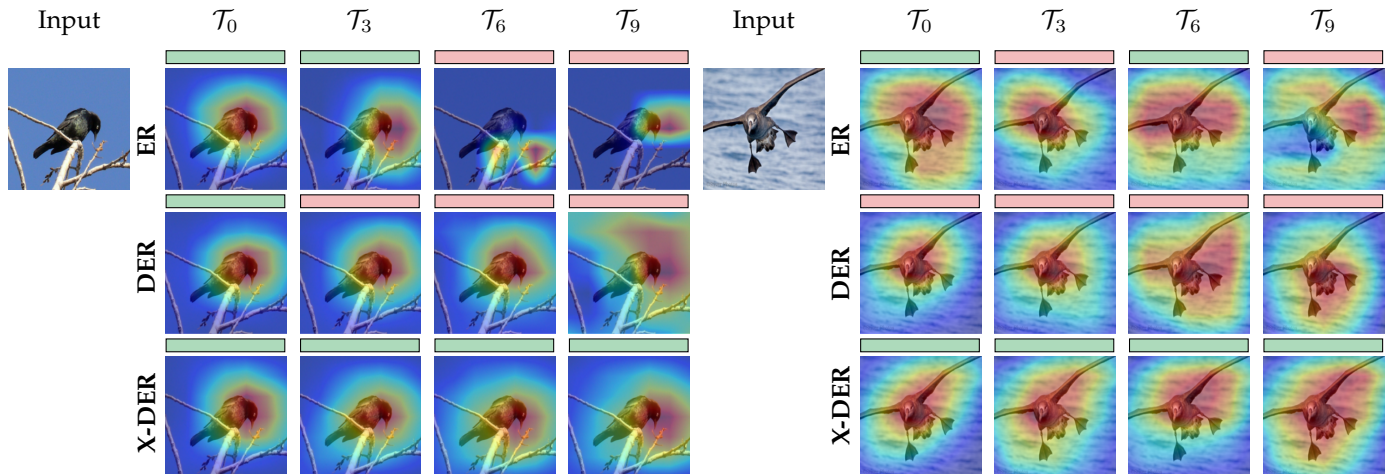 Input 𝒯₀ 𝒯₃ 𝒯₆ 𝒯₉ Input 𝒯₀ 𝒯₃ 𝒯₆ 𝒯₉
ER ER
DER DER
X-DER X-DER